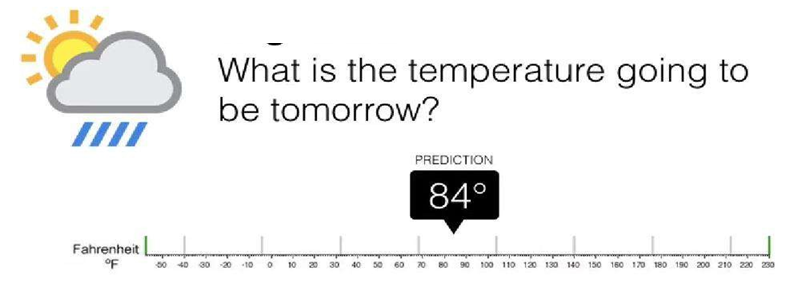 What is the temperature going to
be tomorrow?
PREDICTION
84°
Fahrenheit
°F
-50 -40 -30 -20 -10 0 10 20 30 40 50 60 70 80 90 100 110 120 130 140 150 160 170 180 190 200 210 220 230